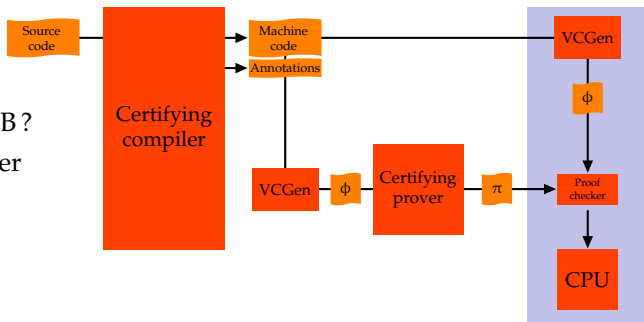 Source
code
Machine
code
Annotations
VCGen
ϕ
B?
er
Certifying
compiler
VCGen
ϕ
Certifying
prover
π
Proof
checker
CPU